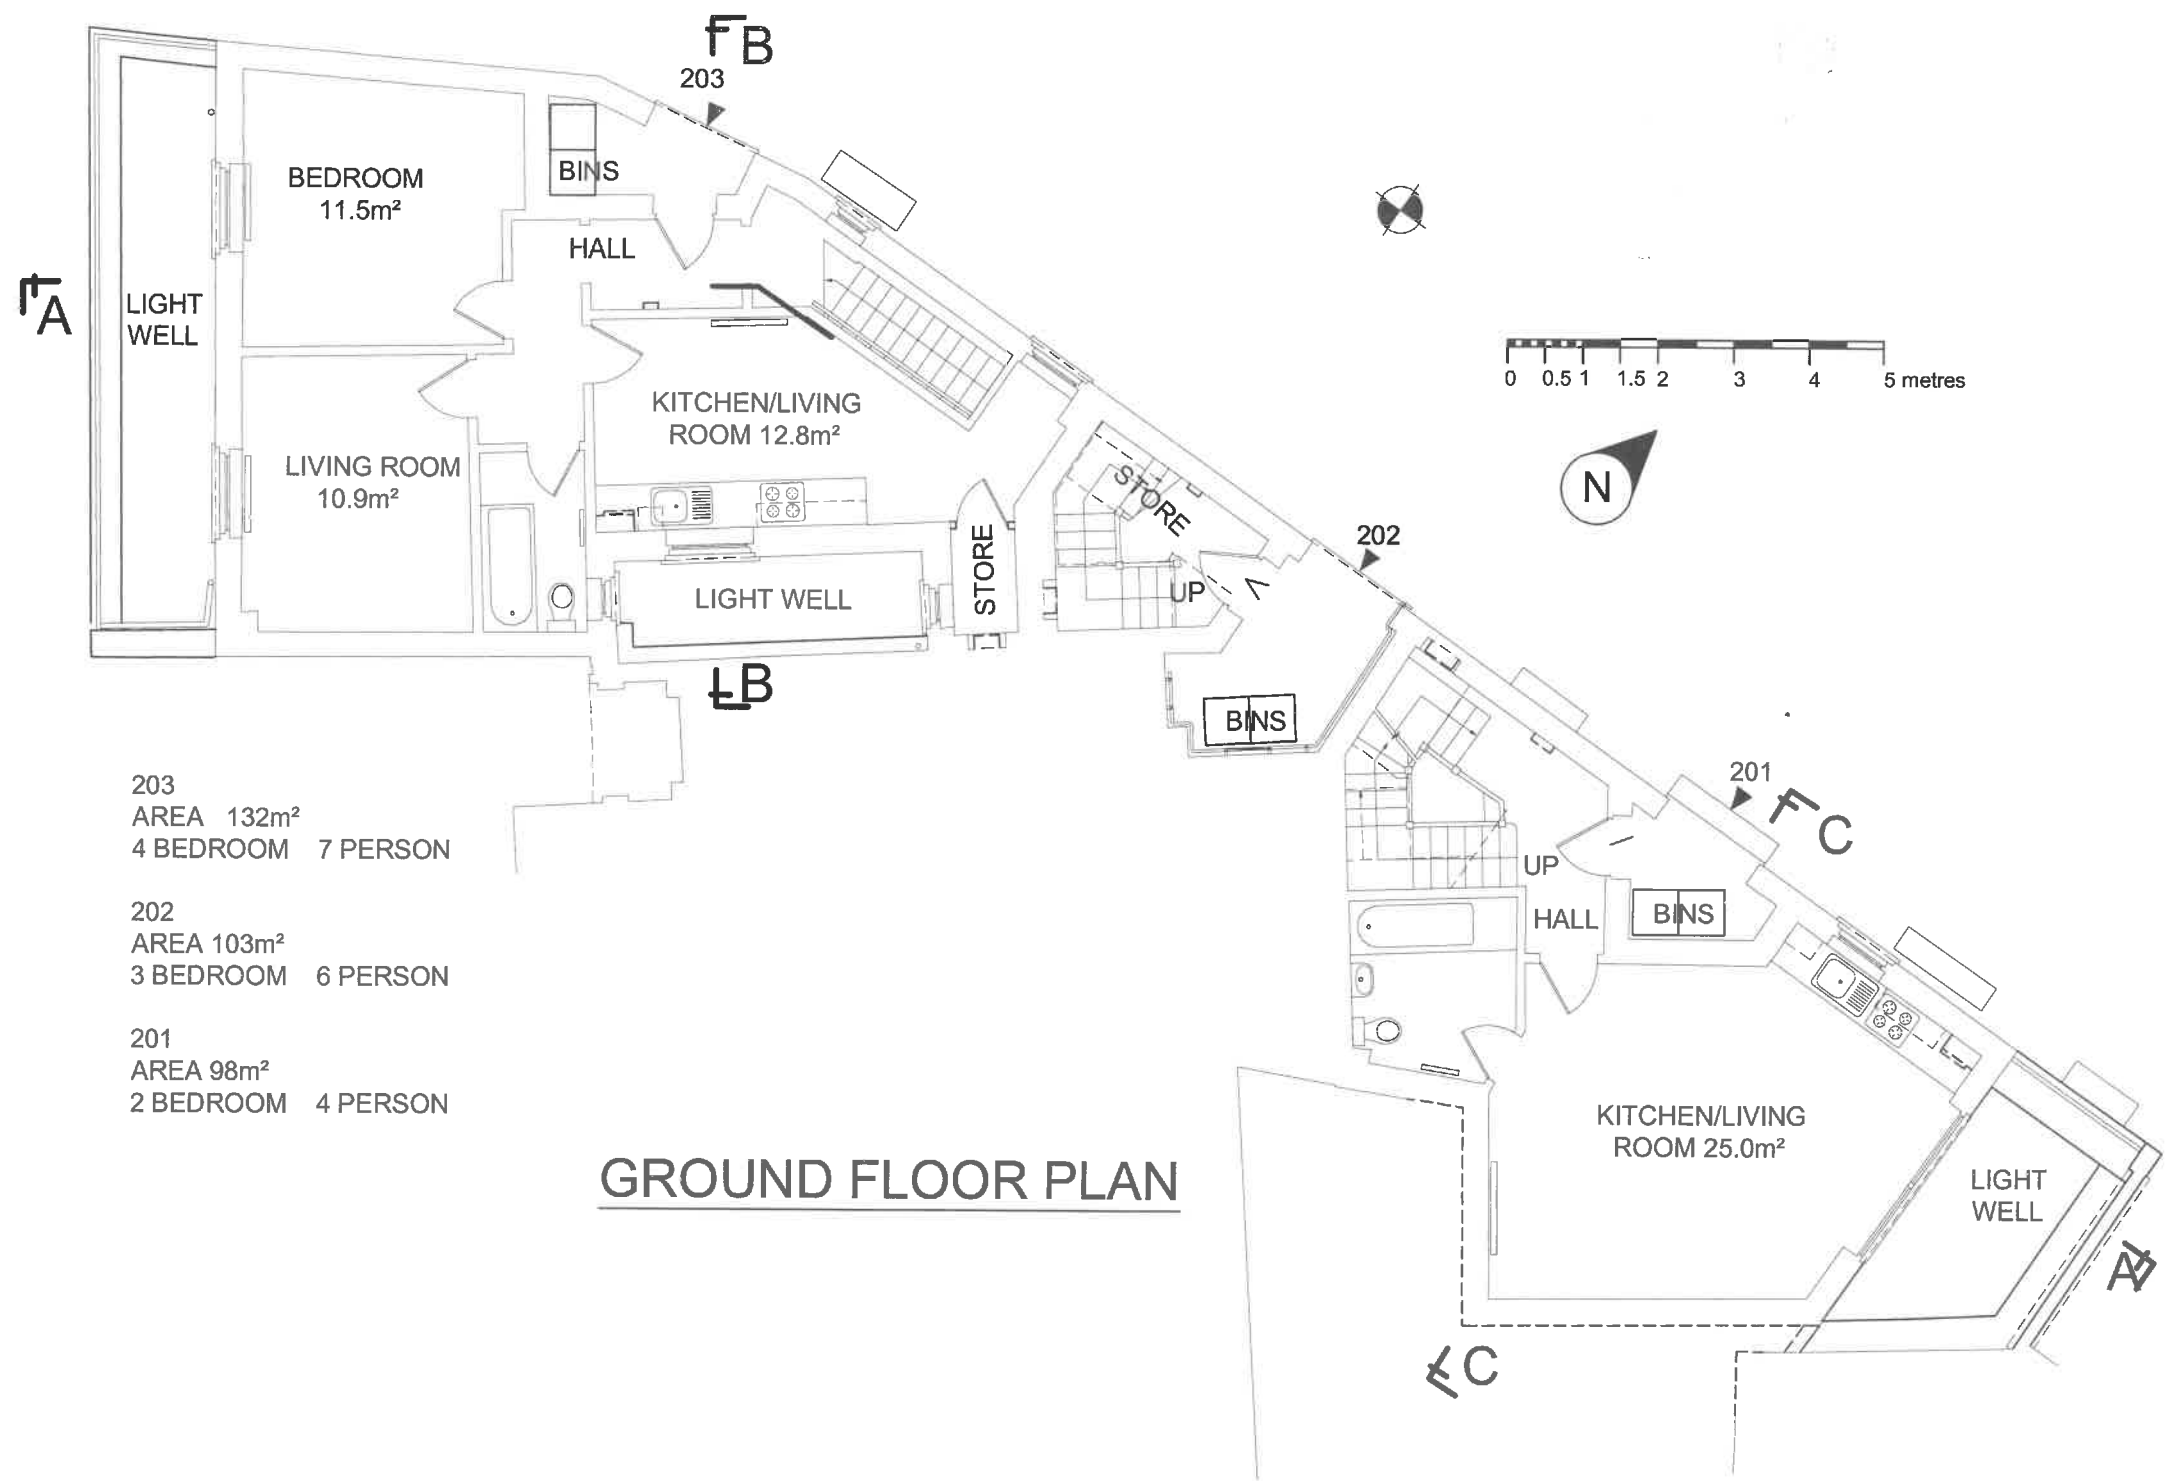 B
203
BINS
BEDROOM
11.5m²
HALL
A
LIGHT
WELL
0 0.5 1 1.5 2 3 4 5 metres
KITCHEN/LIVING
ROOM 12.8m²
LIVING ROOM
10.9m²
N
STORE
STORE
202
UP
LIGHT WELL
B
BINS
201
C
203
AREA 132m²
4 BEDROOM 7 PERSON
202
AREA 103m²
3 BEDROOM 6 PERSON
201
AREA 98m²
2 BEDROOM 4 PERSON
UP
HALL
BINS
KITCHEN/LIVING
ROOM 25.0m²
LIGHT
WELL
GROUND FLOOR PLAN
A
C